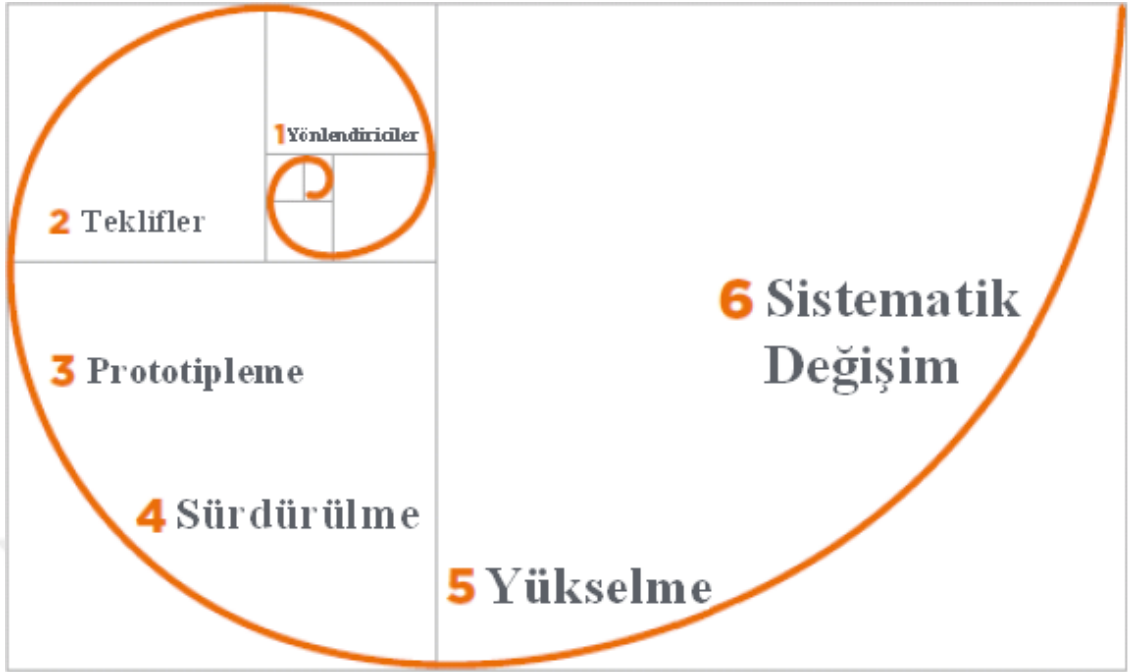 1 Yönlendiriciler
2 Teklifler
3 Prototipleme
4 Sürdürülme
5 Yükselme
6 Sistematik
Değişim